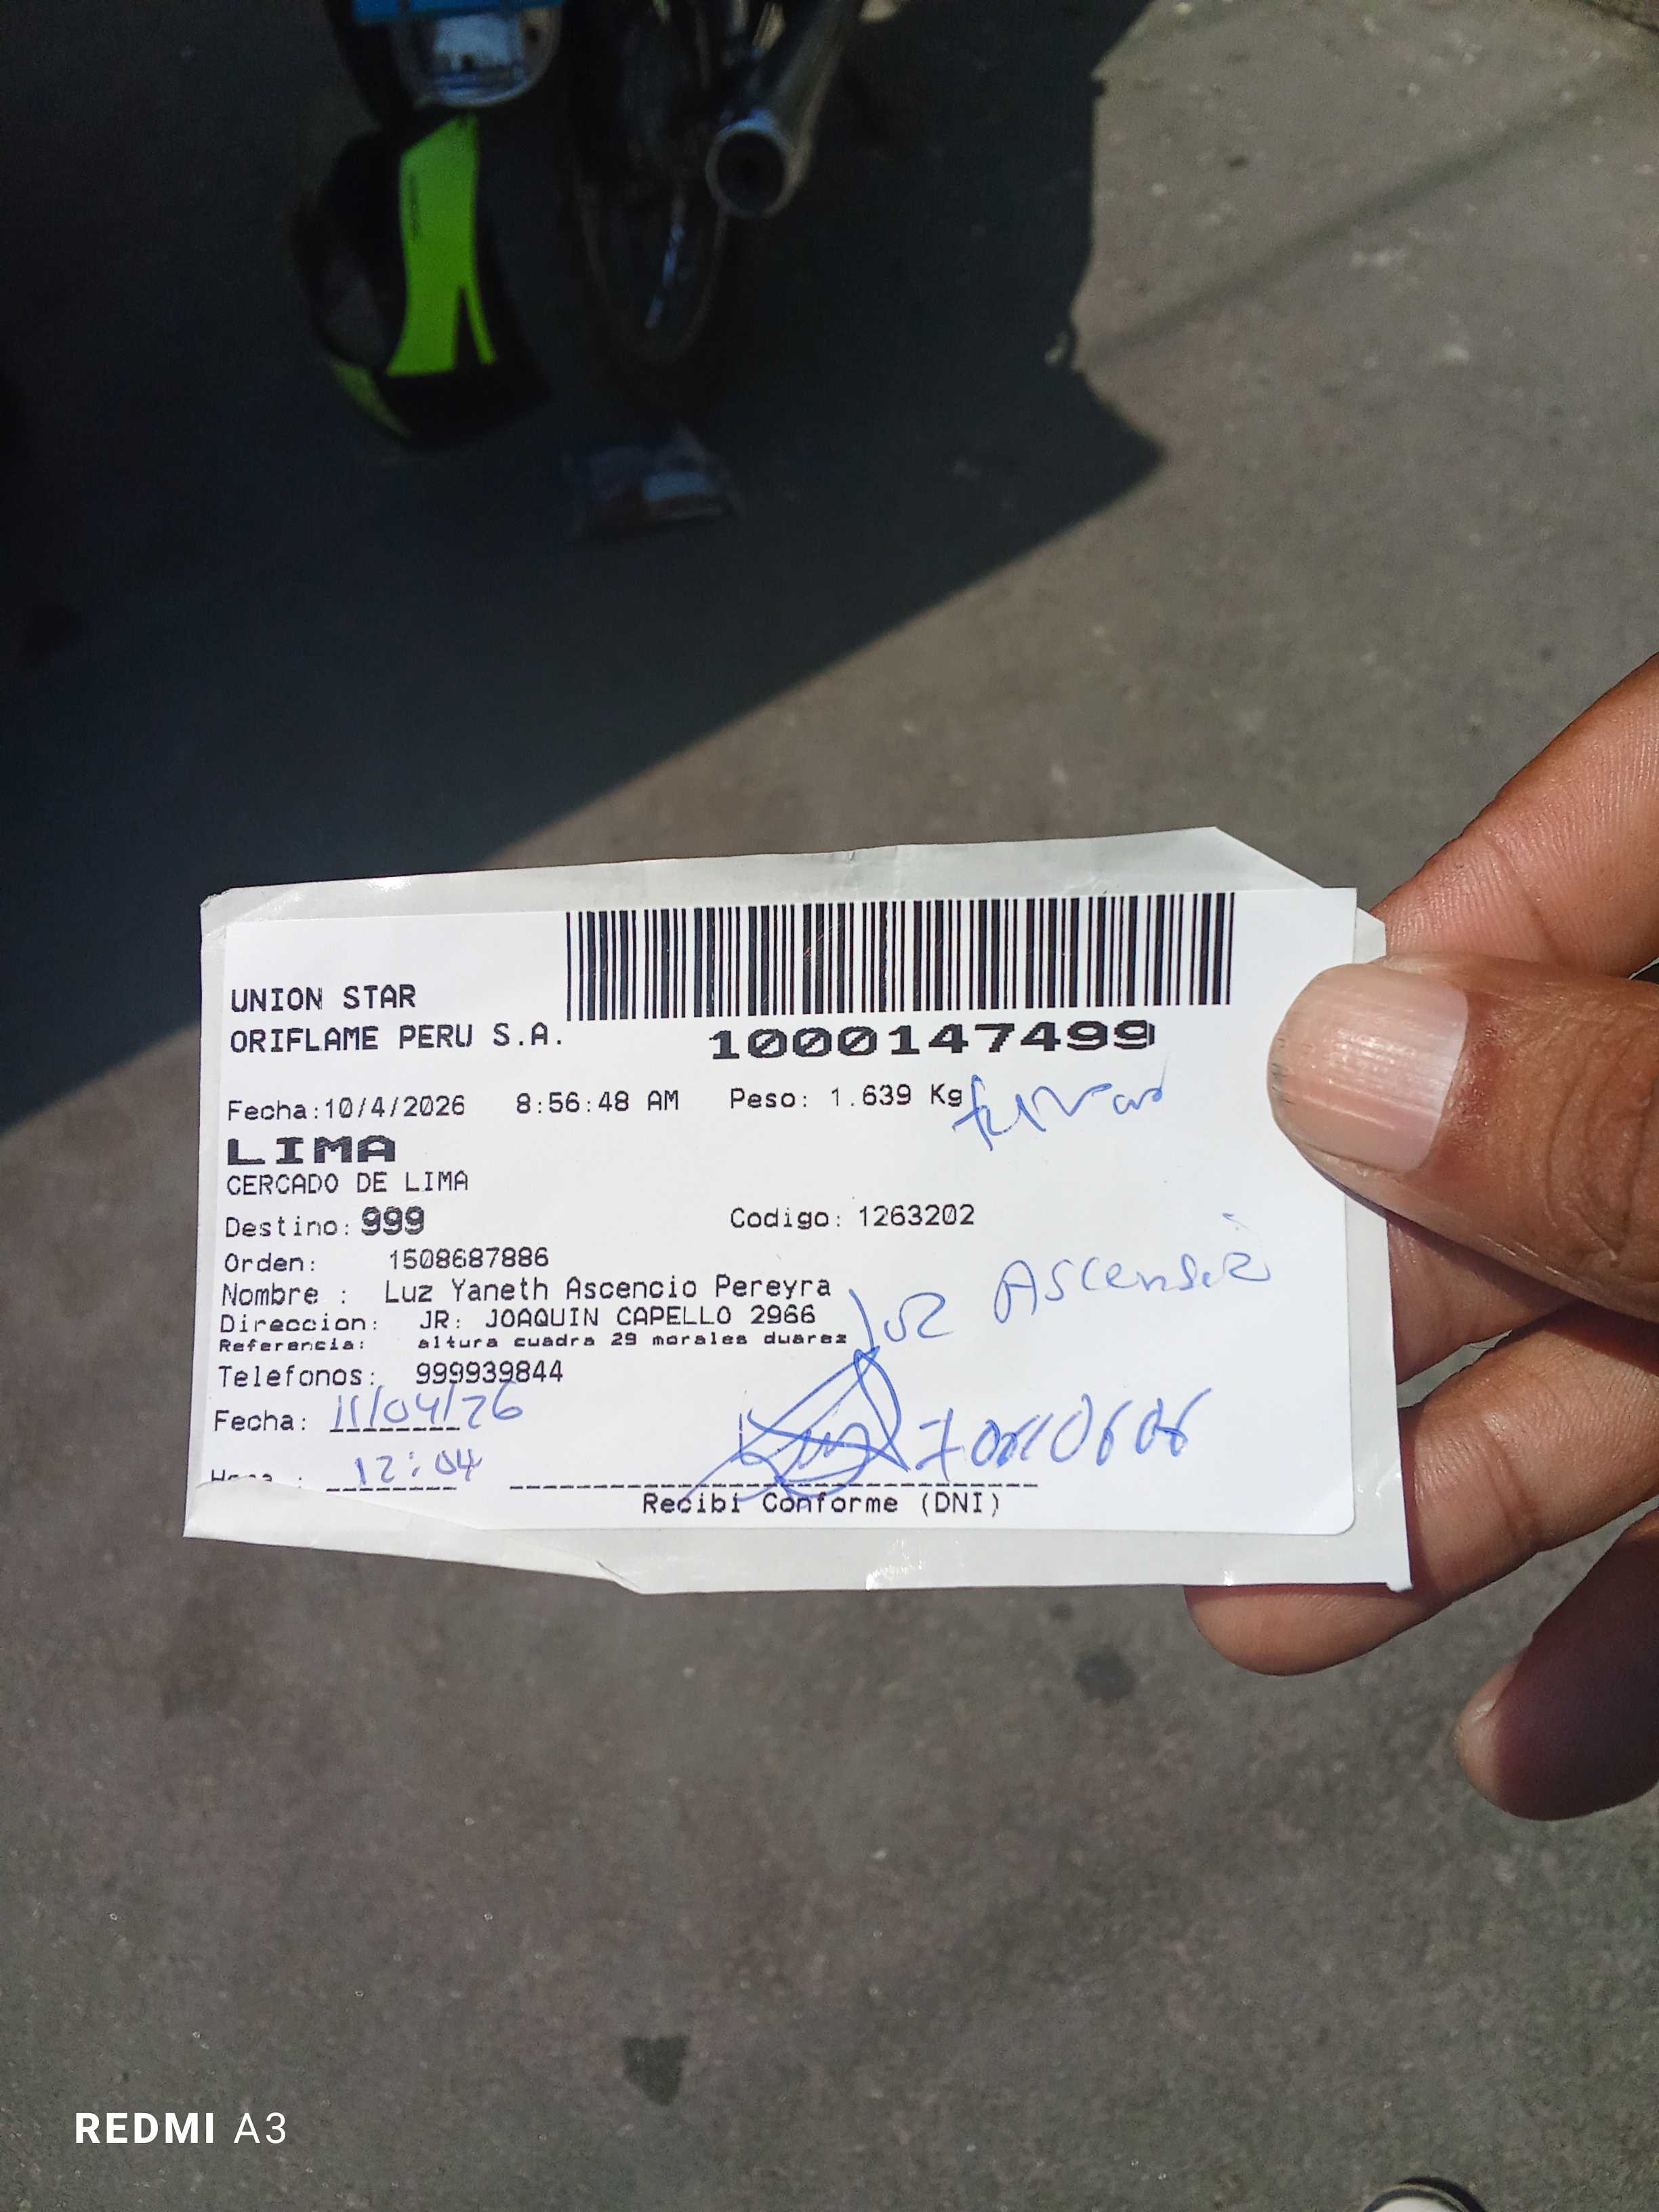 UNION STAR
ORIFLAME PERU S.A.
1000147499
Fecha:10/4/2026 8:56:48 AM Peso: 1.639 Kg
LIMA
CERCADO DE LIMA
Destino: 999 Codigo: 1263202
Orden: 1508687886
Nombre : Luz Yaneth Ascencio Pereyra
Direccion: JR: JOAQUIN CAPELLO 2966
Referencia: altura cuadra 29 morales duarez
Luz Ascensio
Telefonos: 999939844
Fecha: 11/04/26
12:04
Recibi Conforme (DNI)
REDMI A3